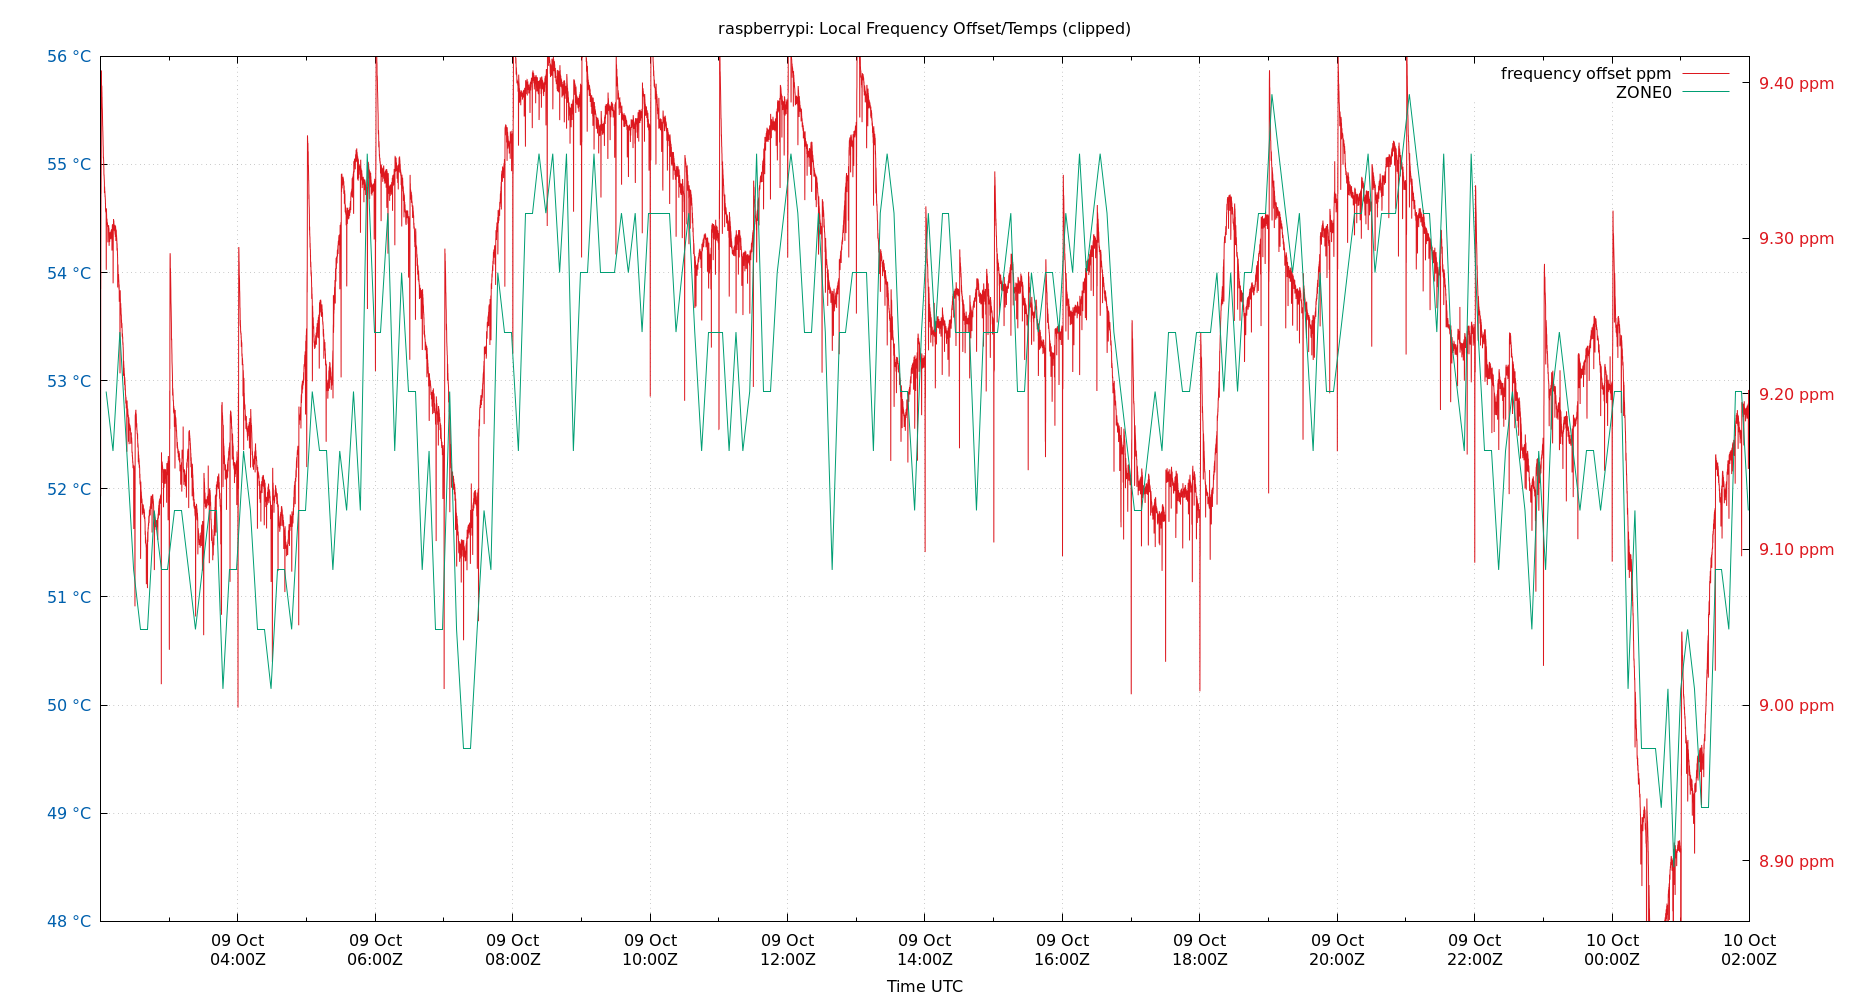 raspberrypi: Local Frequency Offset/Temps (clipped)
frequency offset ppm
ZONE0
56 °C
55 °C
54 °C
53 °C
52 °C
51 °C
50 °C
49 °C
48 °C
9.40 ppm
9.30 ppm
9.20 ppm
9.10 ppm
9.00 ppm
8.90 ppm
09 Oct
04:00Z
09 Oct
06:00Z
09 Oct
08:00Z
09 Oct
10:00Z
09 Oct
12:00Z
09 Oct
14:00Z
09 Oct
16:00Z
09 Oct
18:00Z
09 Oct
20:00Z
09 Oct
22:00Z
10 Oct
00:00Z
10 Oct
02:00Z
Time UTC